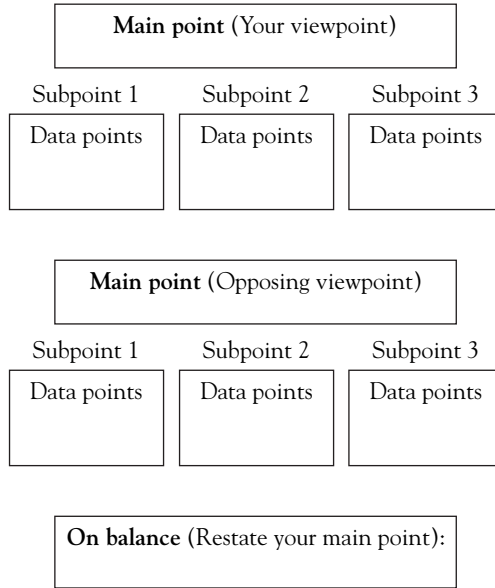 Main point (Your viewpoint)
Subpoint 1 Subpoint 2 Subpoint 3
Data points Data points Data points
Main point (Opposing viewpoint)
Subpoint 1 Subpoint 2 Subpoint 3
Data points Data points Data points
On balance (Restate your main point):